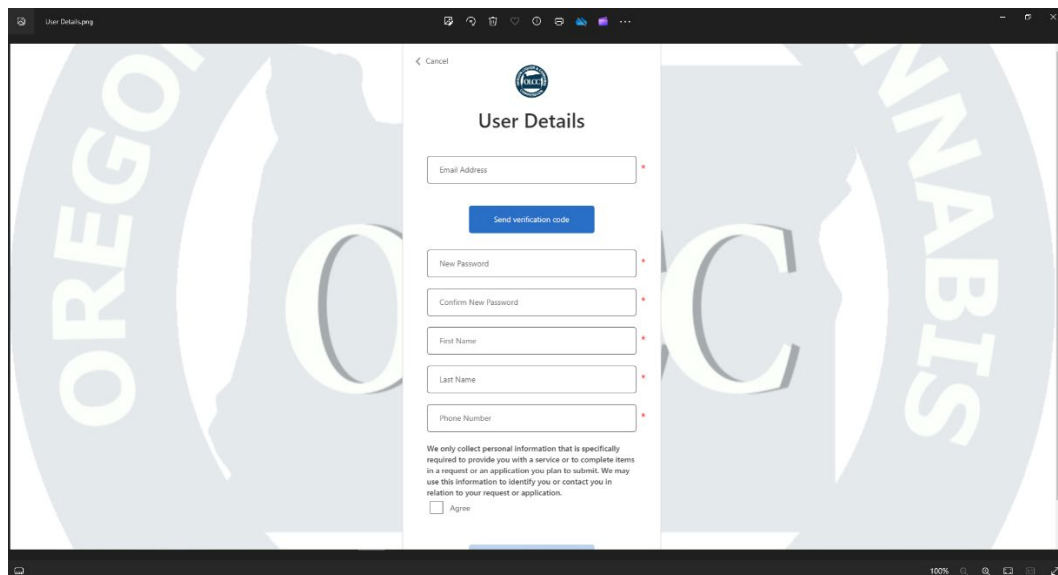 User Details.png
Cancel
OLCC
User Details
Email Address *
Send verification code
New Password *
Confirm New Password *
First Name *
Last Name *
Phone Number *
We only collect personal information that is specifically
required to provide you with a service or to complete items
in a request or an application you plan to submit. We may
use this information to identify you or contact you in
relation to your request or application.
Agree
OREGO
NNABIS
O
C
100%